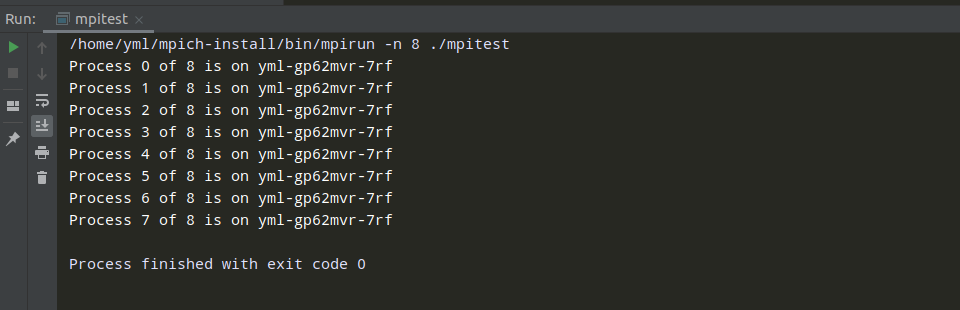 Run: mpitest
/home/yml/mpich-install/bin/mpirun -n 8 ./mpitest
Process 0 of 8 is on yml-gp62mvr-7rf
Process 1 of 8 is on yml-gp62mvr-7rf
Process 2 of 8 is on yml-gp62mvr-7rf
Process 3 of 8 is on yml-gp62mvr-7rf
Process 4 of 8 is on yml-gp62mvr-7rf
Process 5 of 8 is on yml-gp62mvr-7rf
Process 6 of 8 is on yml-gp62mvr-7rf
Process 7 of 8 is on yml-gp62mvr-7rf
Process finished with exit code 0